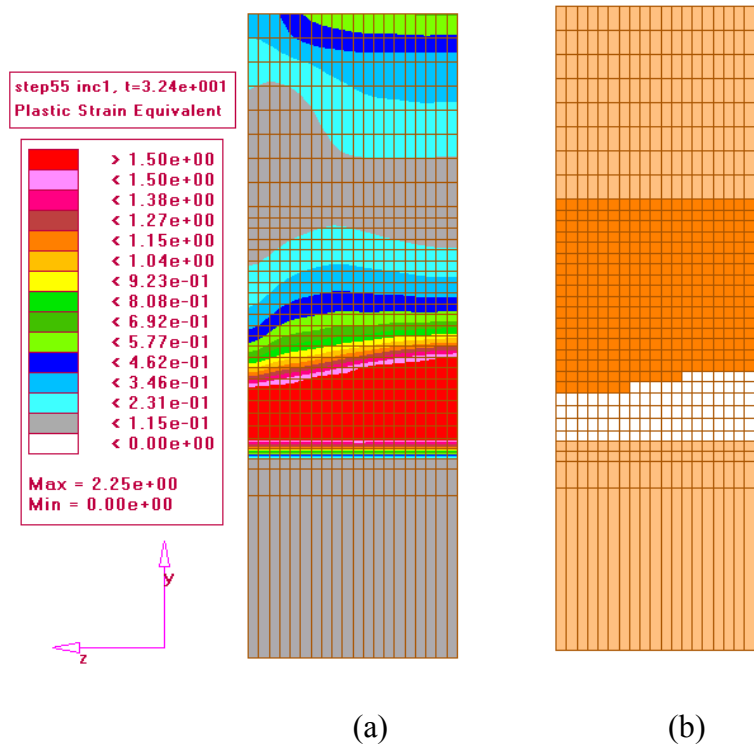 step55 inc1, t=3.24e+001
Plastic Strain Equivalent
> 1.50e+00
< 1.50e+00
< 1.38e+00
< 1.27e+00
< 1.15e+00
< 1.04e+00
< 9.23e-01
< 8.08e-01
< 6.92e-01
< 5.77e-01
< 4.62e-01
< 3.46e-01
< 2.31e-01
< 1.15e-01
< 0.00e+00
Max = 2.25e+00
Min = 0.00e+00
y
z
(a)
(b)